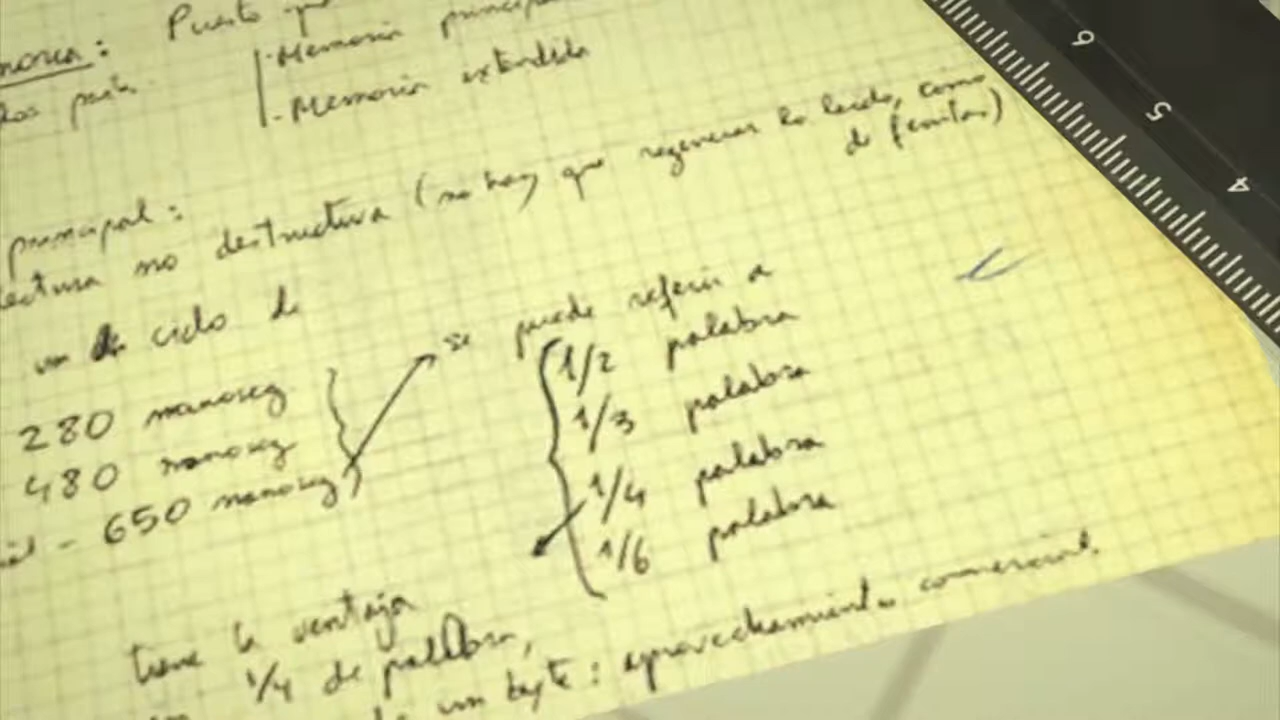 Puesto
Memoria principal
- Memoria extendida
principal:
lectura no destructiva (no hay que regenerar lo leído, como
de ferritas)
un ciclo de
280 nanoseg
480 nanoseg
- 650 nanoseg
se puede referir a
1/2 palabra
1/3 palabra
1/4 palabra
1/6 palabra
tiene la ventaja
1/4 de palabra,
un byte: aprovechamiento comercial.
6
5
4